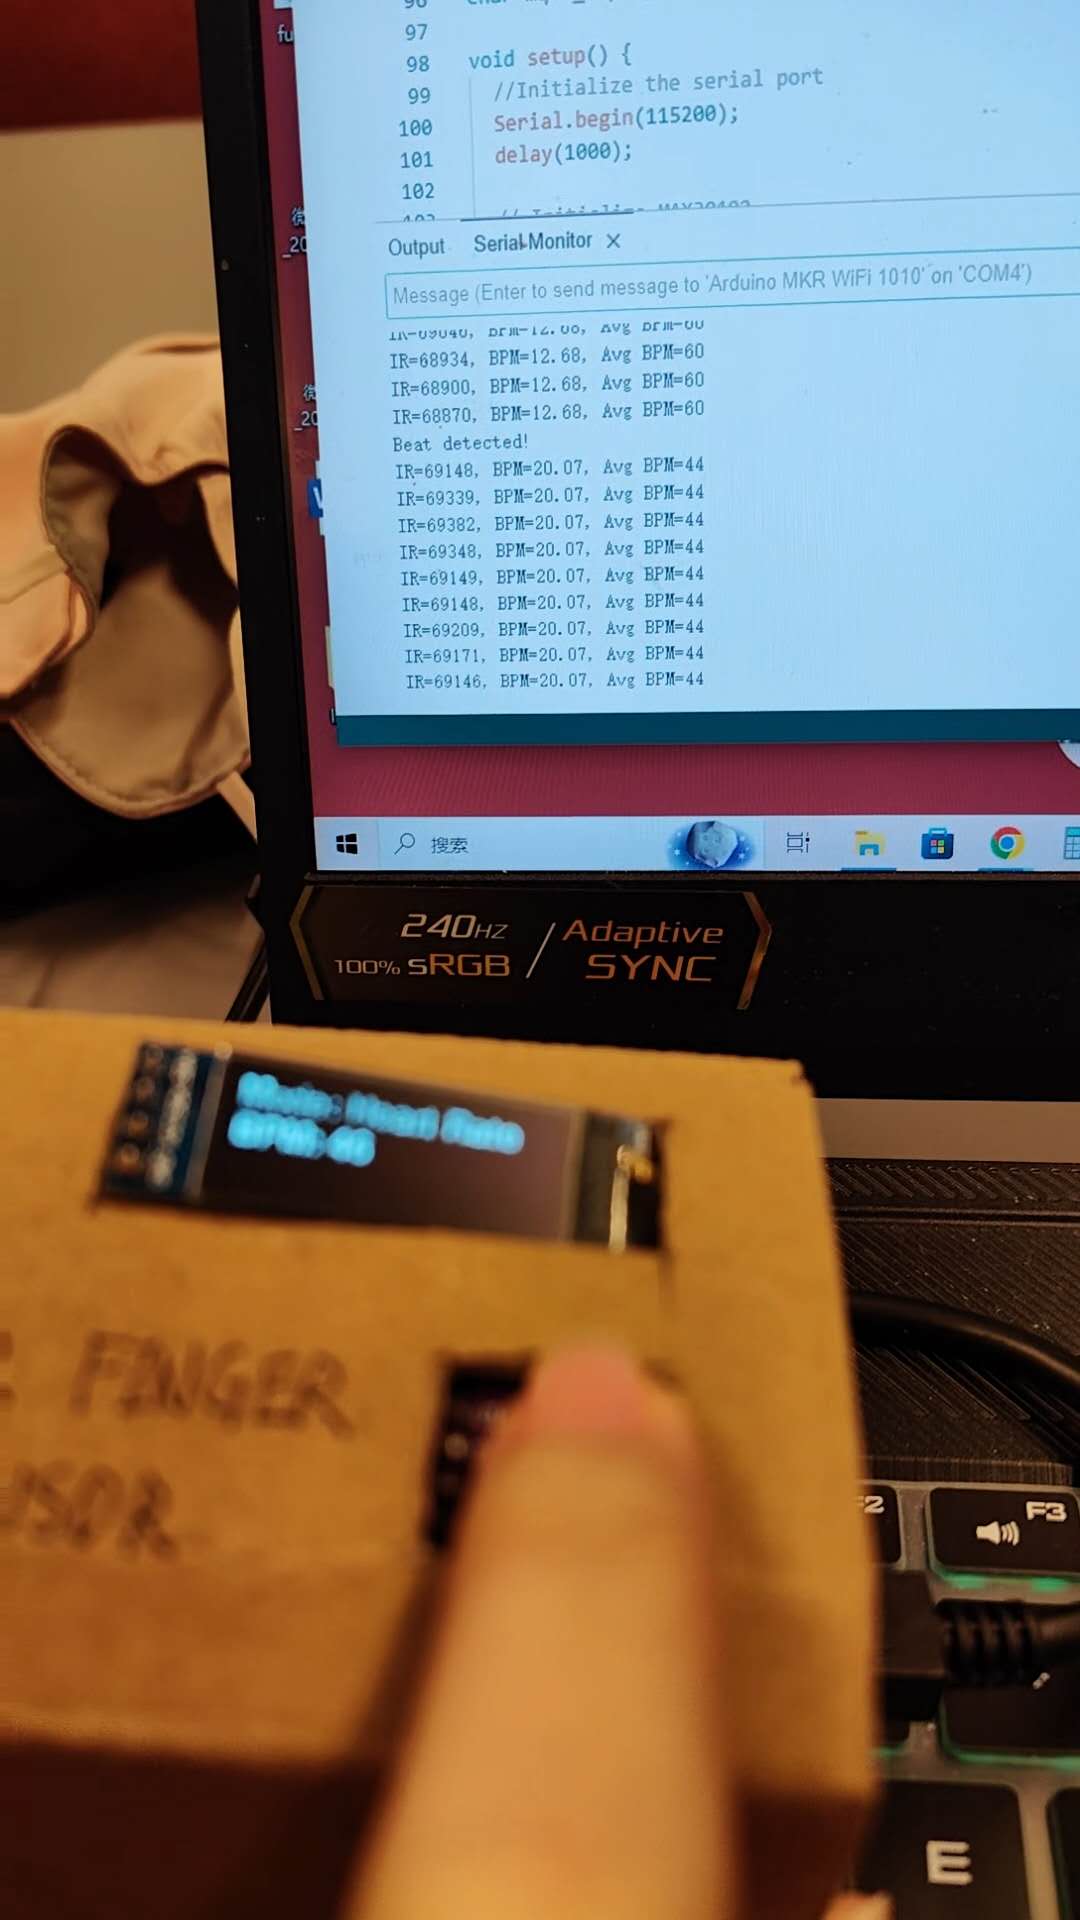 fu
97
98 void setup() {
99 //Initialize the serial port
100 Serial.begin(115200);
101 delay(1000);
102
Output Serial Monitor X
Message (Enter to send message to 'Arduino MKR WiFi 1010' on 'COM4')
IR=68934, BPM=12.68, Avg BPM=60
IR=68900, BPM=12.68, Avg BPM=60
IR=68870, BPM=12.68, Avg BPM=60
Beat detected!
IR=69148, BPM=20.07, Avg BPM=44
IR=69339, BPM=20.07, Avg BPM=44
IR=69382, BPM=20.07, Avg BPM=44
IR=69348, BPM=20.07, Avg BPM=44
IR=69149, BPM=20.07, Avg BPM=44
IR=69148, BPM=20.07, Avg BPM=44
IR=69209, BPM=20.07, Avg BPM=44
IR=69171, BPM=20.07, Avg BPM=44
IR=69146, BPM=20.07, Avg BPM=44
_20
_20
搜索
240HZ / Adaptive
100% sRGB / SYNC
Mode: Heart Rate
BPM:
FINGER
F3
E